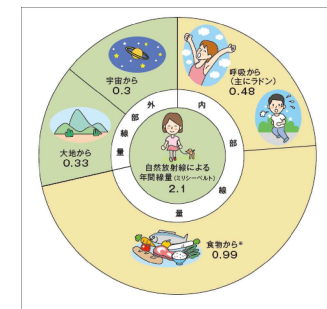 宇宙から
0.3
呼吸から
(主にラドン)
0.48
大地から
0.33
外部線量
内部線量
自然放射線による
年間線量(ミリシーベルト)
2.1
食物から*
0.99